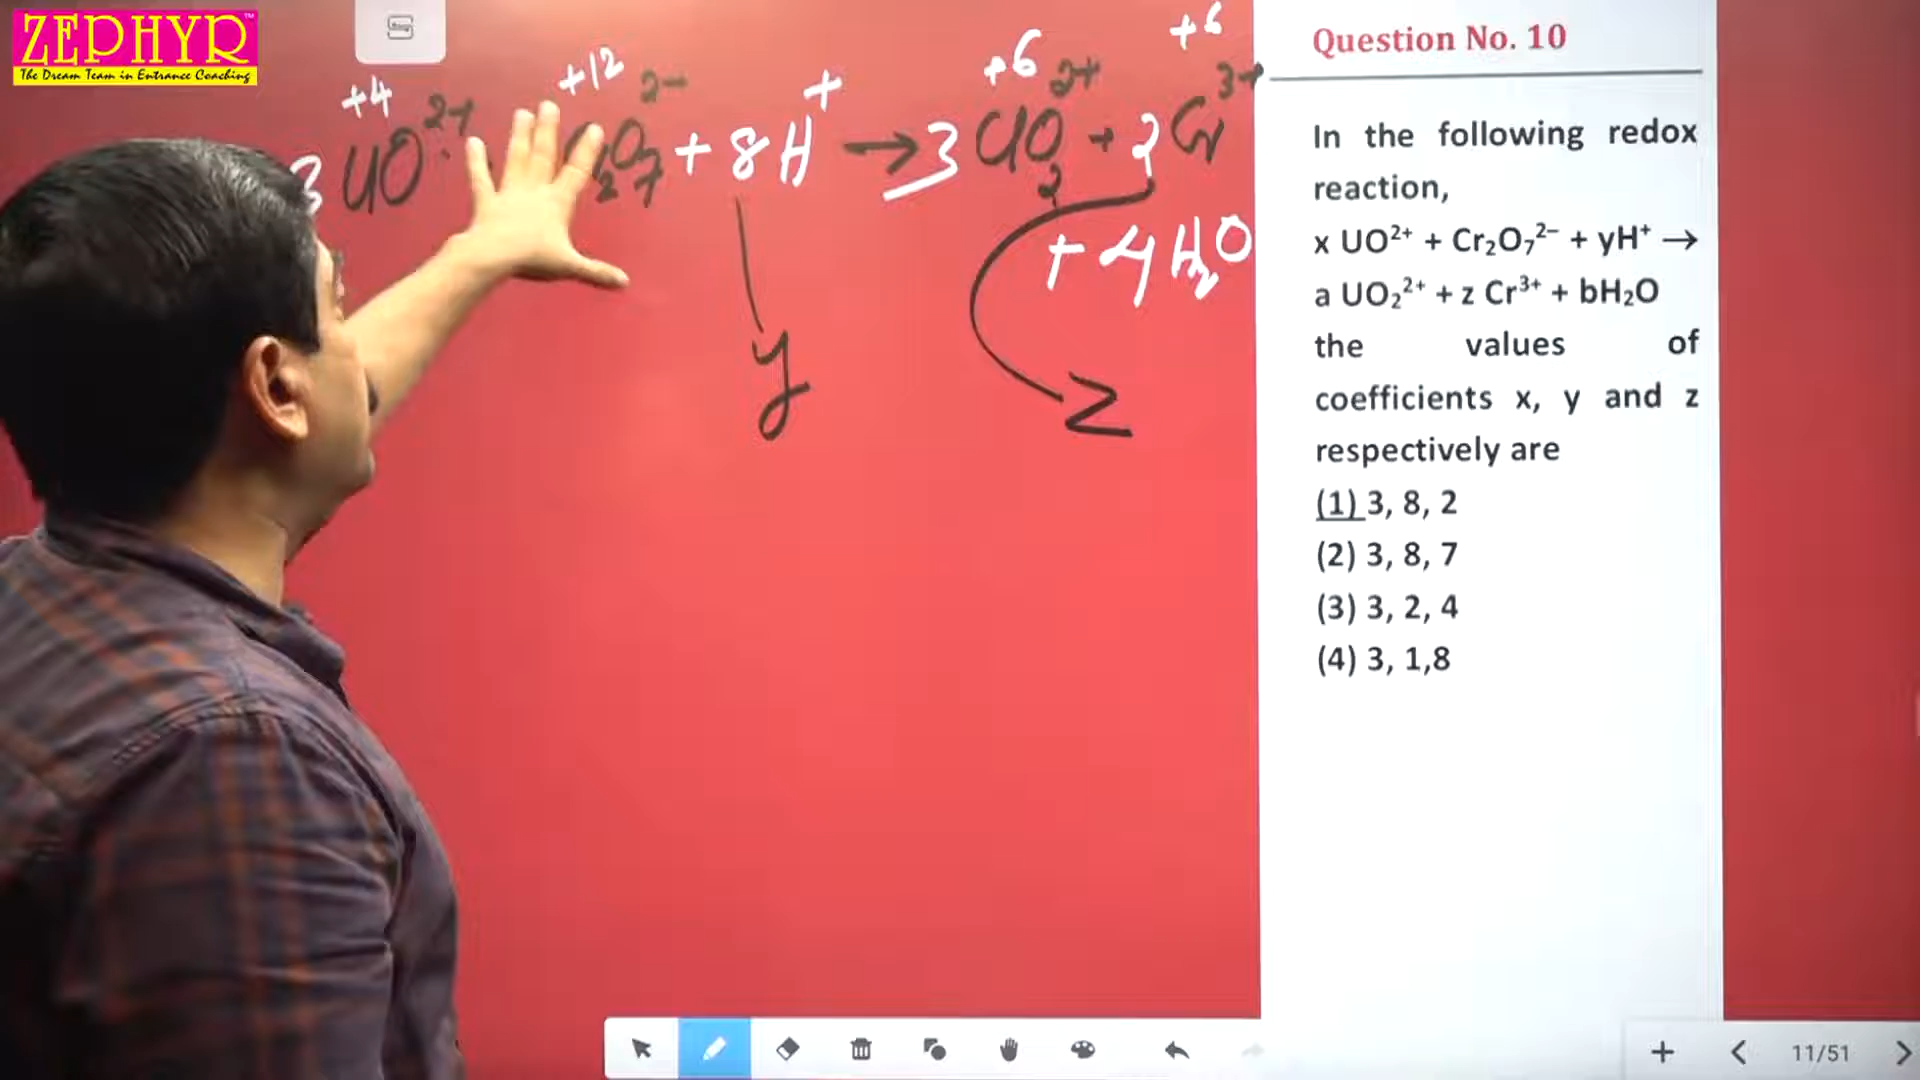 ZEPHYR™
The Dream Team in Entrance Coaching
+4 +12 +6 +6
3 UO²⁺ ₂O₇²⁻ + 8H⁺ → 3 UO₂²⁺ + 2 Cr³⁺
+ 4H₂O
y
z
Question No. 10
In the following redox
reaction,
x UO²⁺ + Cr₂O₇²⁻ + yH⁺ →
a UO₂²⁺ + z Cr³⁺ + bH₂O
the values of
coefficients x, y and z
respectively are
(1) 3, 8, 2
(2) 3, 8, 7
(3) 3, 2, 4
(4) 3, 1,8
11/51